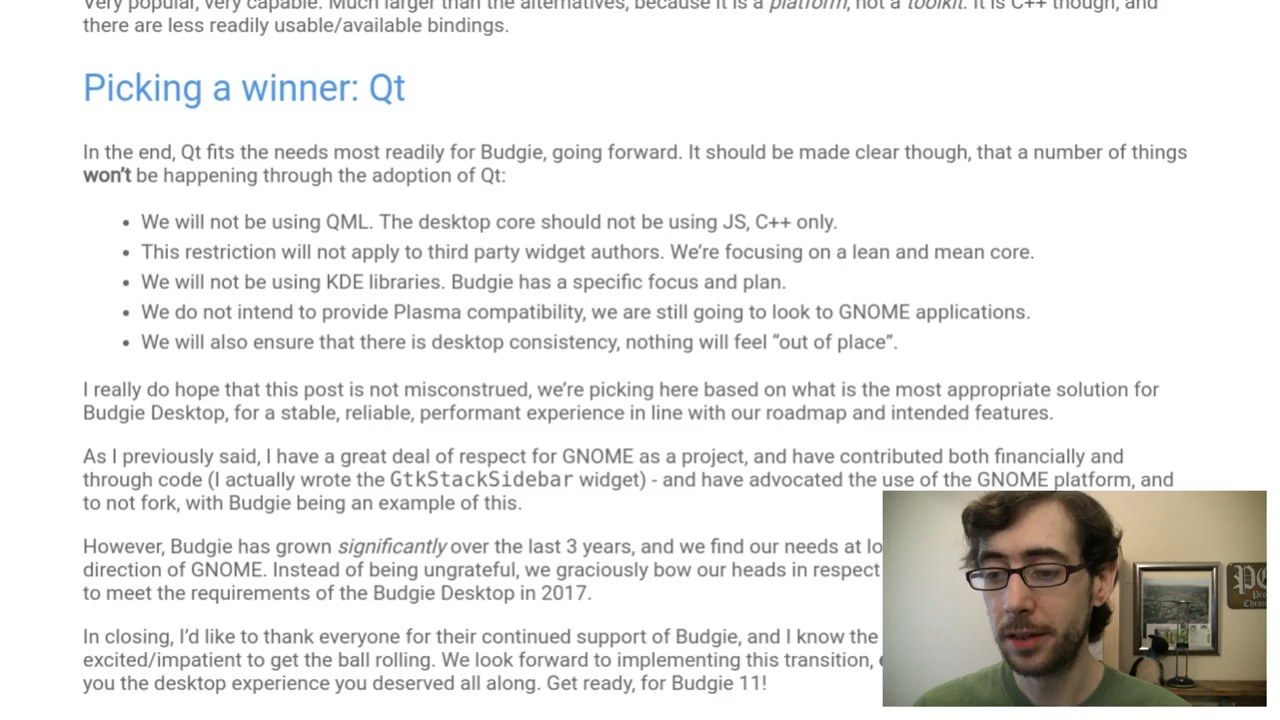 Very popular, very capable. Much larger than the alternatives, because it is a platform, not a toolkit. It is C++ though, and
there are less readily usable/available bindings.
Picking a winner: Qt
In the end, Qt fits the needs most readily for Budgie, going forward. It should be made clear though, that a number of things
won't be happening through the adoption of Qt:
• We will not be using QML. The desktop core should not be using JS, C++ only.
• This restriction will not apply to third party widget authors. We're focusing on a lean and mean core.
• We will not be using KDE libraries. Budgie has a specific focus and plan.
• We do not intend to provide Plasma compatibility, we are still going to look to GNOME applications.
• We will also ensure that there is desktop consistency, nothing will feel “out of place”.
I really do hope that this post is not misconstrued, we're picking here based on what is the most appropriate solution for
Budgie Desktop, for a stable, reliable, performant experience in line with our roadmap and intended features.
As I previously said, I have a great deal of respect for GNOME as a project, and have contributed both financially and
through code (I actually wrote the GtkStackSidebar widget) - and have advocated the use of the GNOME platform, and
to not fork, with Budgie being an example of this.
However, Budgie has grown significantly over the last 3 years, and we find our needs at lo
direction of GNOME. Instead of being ungrateful, we graciously bow our heads in respect
to meet the requirements of the Budgie Desktop in 2017.
In closing, I'd like to thank everyone for their continued support of Budgie, and I know the
excited/impatient to get the ball rolling. We look forward to implementing this transition,
you the desktop experience you deserved all along. Get ready, for Budgie 11!